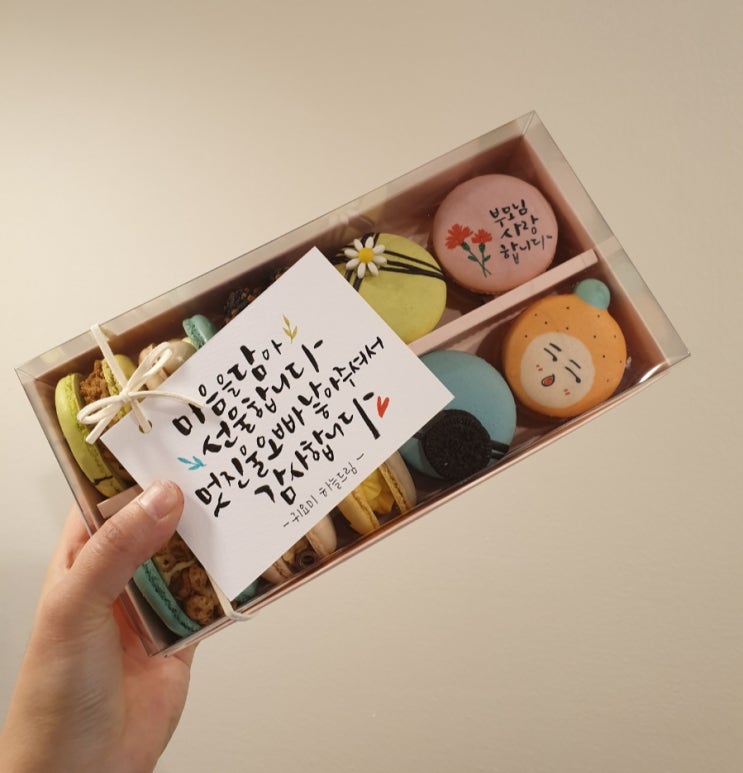 마음을 담아
선물합니다~
멋진 울오빠 낳아주셔서
감사합니다!
~ 귀요미 하늘드림 ~
부모님
사랑
합니다~